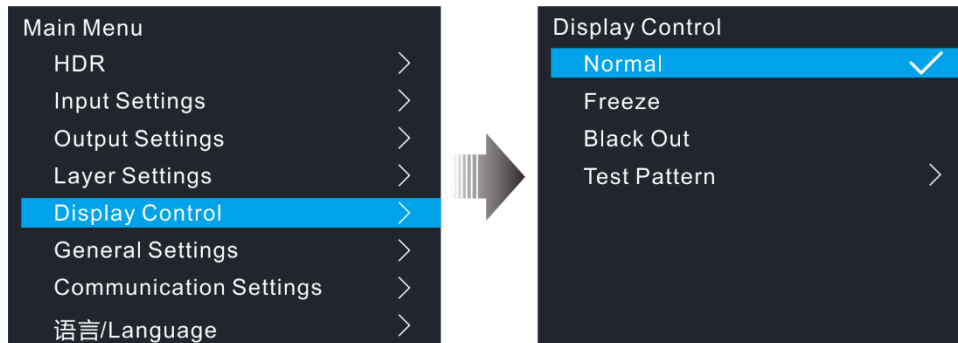 Main Menu
HDR
Input Settings
Output Settings
Layer Settings
Display Control
General Settings
Communication Settings
语言/Language
Display Control
Normal
Freeze
Black Out
Test Pattern